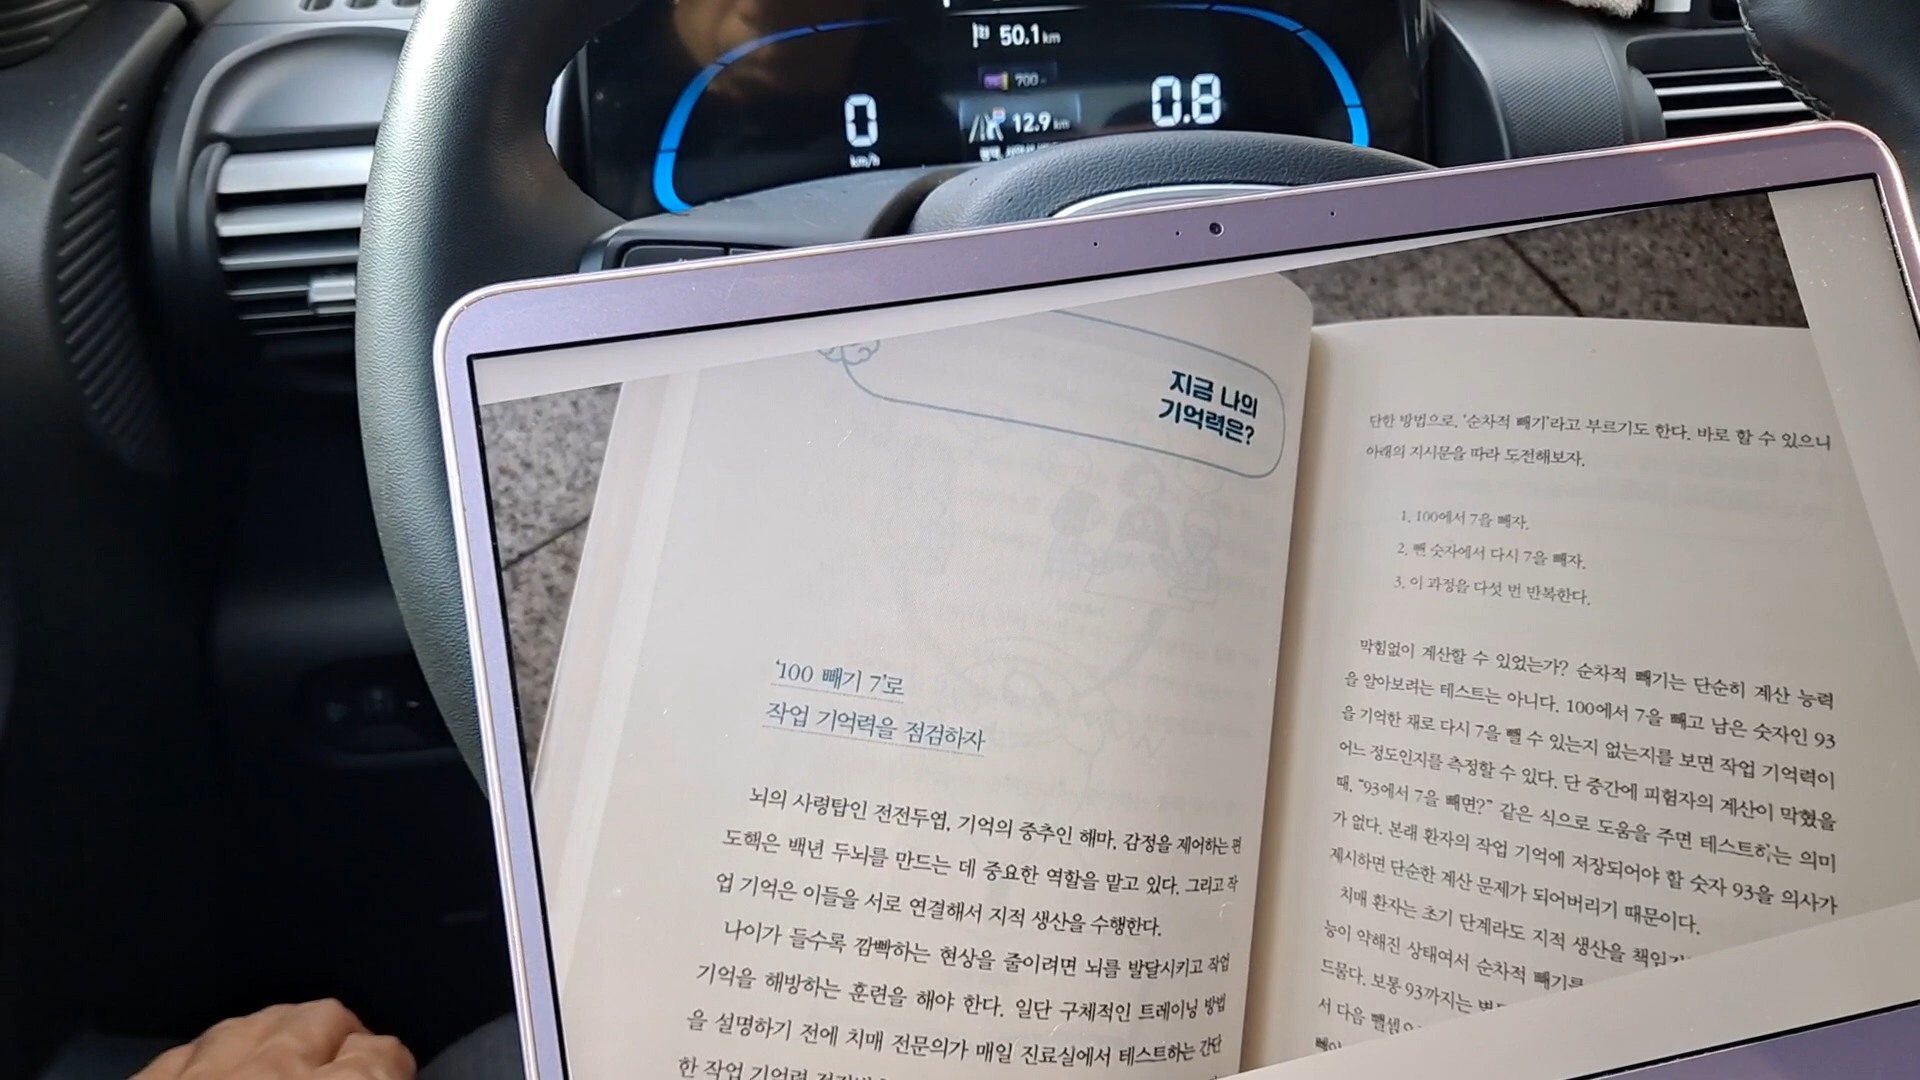 50.1 km
700
12.9 km
0
km/h
0.8
지금 나의
기억력은?
'100 빼기 7'로
작업 기억력을 점검하자
뇌의 사령탑인 전전두엽, 기억의 중추인 해마, 감정을 제어하는 편
도핵은 백년 두뇌를 만드는 데 중요한 역할을 맡고 있다. 그리고 작
업 기억은 이들을 서로 연결해서 지적 생산을 수행한다.
나이가 들수록 깜빡하는 현상을 줄이려면 뇌를 발달시키고 작업
기억을 해방하는 훈련을 해야 한다. 일단 구체적인 트레이닝 방법
을 설명하기 전에 치매 전문의가 매일 진료실에서 테스트하는 간단
한 작업 기억력
단한 방법으로, '순차적 빼기'라고 부르기도 한다. 바로 할 수 있으니
아래의 지시문을 따라 도전해보자.
1. 100에서 7을 빼자.
2. 뺀 숫자에서 다시 7을 빼자.
3. 이 과정을 다섯 번 반복한다.
막힘없이 계산할 수 있었는가? 순차적 빼기는 단순히 계산 능력
을 알아보려는 테스트는 아니다. 100에서 7을 빼고 남은 숫자인 93
을 기억한 채로 다시 7을 뺄 수 있는지 없는지를 보면 작업 기억력이
어느 정도인지를 측정할 수 있다. 단 중간에 피험자의 계산이 막혔을
때, "93에서 7을 빼면?" 같은 식으로 도움을 주면 테스트하는 의미
가 없다. 본래 환자의 작업 기억에 저장되어야 할 숫자 93을 의사가
제시하면 단순한 계산 문제가 되어버리기 때문이다.
치매 환자는 초기 단계라도 지적 생산을
능이 약해진 상태여서 순차적 빼기를
드물다. 보통 93까지는
서 다음 뺄셈